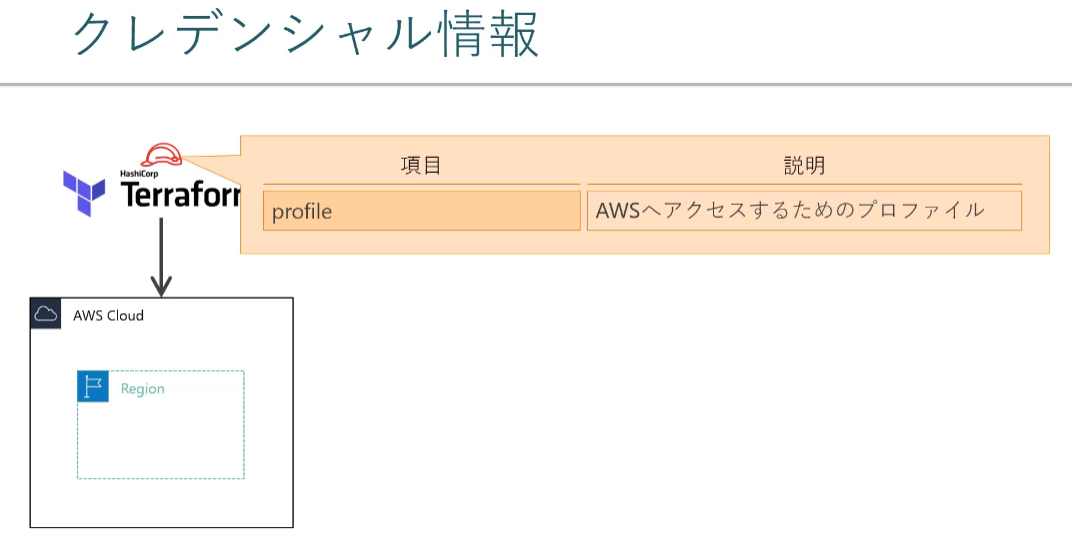 クレデンシャル情報
HashiCorp
Terraform
項目
説明
profile
AWSへアクセスするためのプロファイル
AWS Cloud
Region